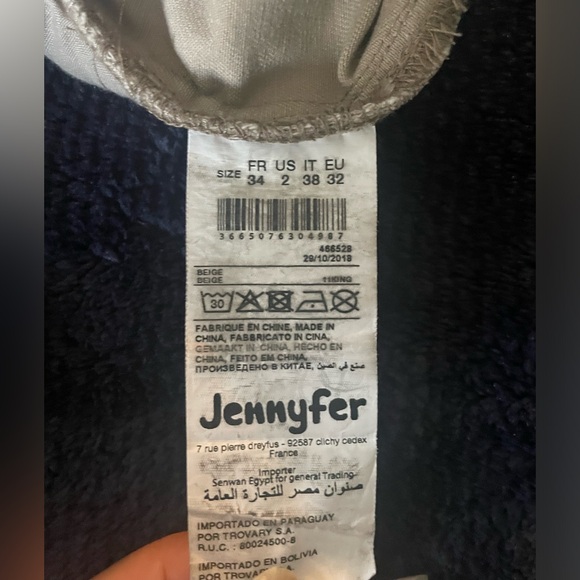 SIZE FR US IT EU
34 2 38 32
3665076304987
466528
29/10/2018
BEIGE
BEIGE
30
FABRIQUE EN CHINE, MADE IN
CHINA, FABBRICATO IN CINA,
GEMAAKT IN CHINA, HECHO EN
CHINA, FEITO EM CHINA,
ПРОИЗВЕДЕНО В КИТАЕ, صنع في الصين
Jennyfer
7 rue pierre dreyfus - 92587 clichy cedex
France
Importer
Senwan Egypt for general Trading
صنوان مصر للتجارة العامة
IMPORTADO EN PARAGUAY
POR TROVARY S.A.
R.U.C. : 80024500-8
IMPORTADO EN BOLIVIA
POR TROVARY